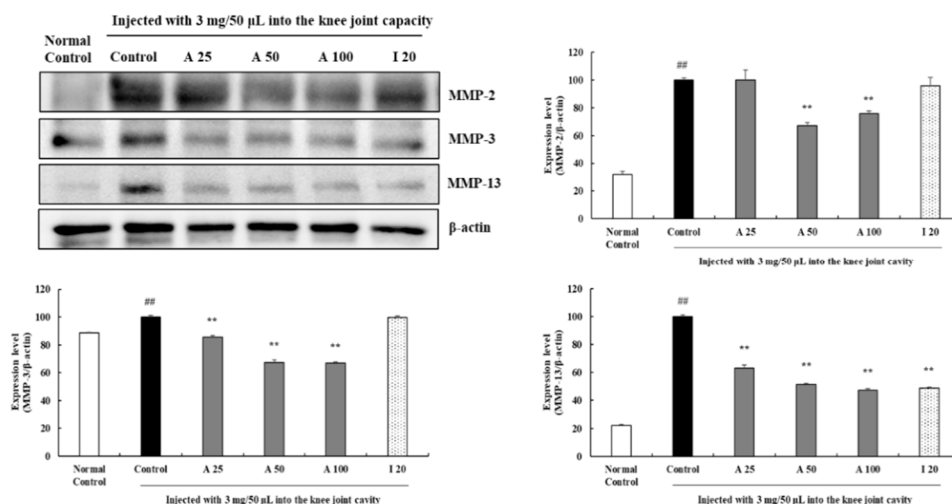 Injected with 3 mg/50 µL into the knee joint capacity
Normal
Control
Control A 25 A 50 A 100 I 20
MMP-2
MMP-3
MMP-13
β-actin
Expression level
(MMP-2/β-actin)
120
100
80
60
40
20
0
##
**
**
Normal
Control
Control A 25 A 50 A 100 I 20
Injected with 3 mg/50 µL into the knee joint cavity
Expression level
(MMP-3/β-actin)
120
100
80
60
40
20
0
##
**
**
**
Normal
Control
Control A 25 A 50 A 100 I 20
Injected with 3 mg/50 µL into the knee joint cavity
Expression level
(MMP-13/β-actin)
120
100
80
60
40
20
0
##
**
**
**
**
Normal
Control
Control A 25 A 50 A 100 I 20
Injected with 3 mg/50 µL into the knee joint cavity